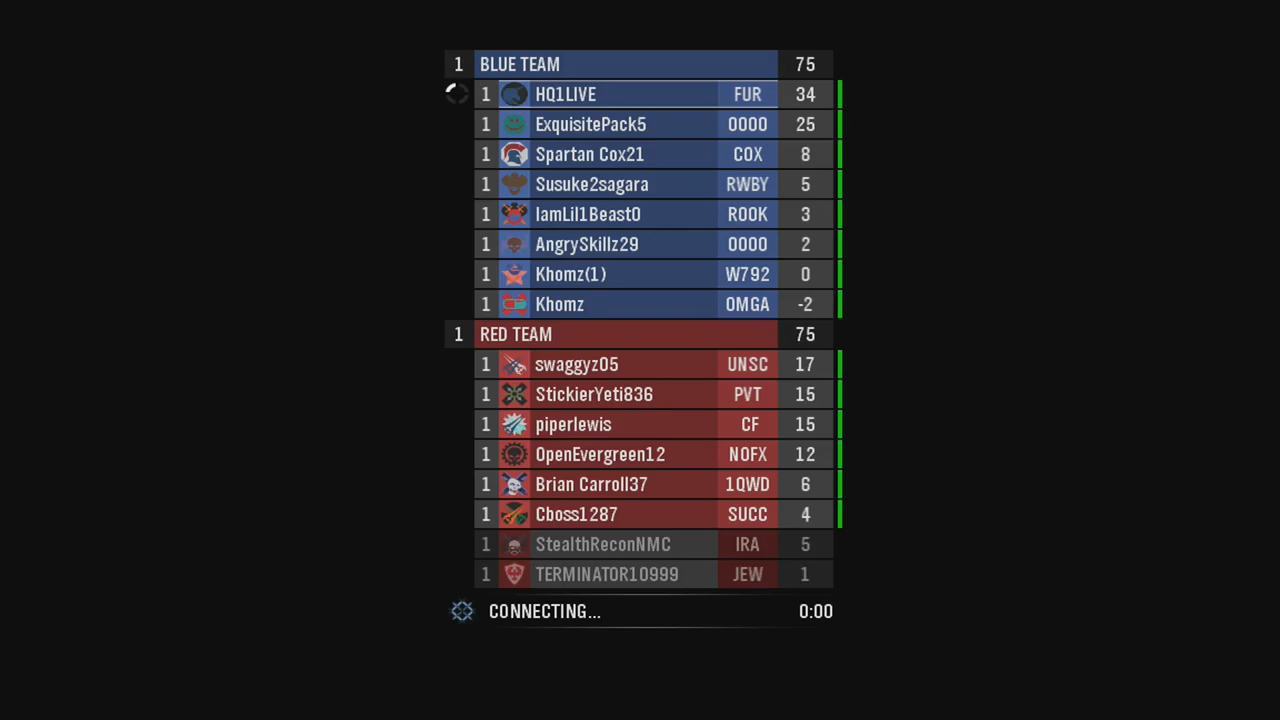 1 BLUE TEAM 75
1 HQ1LIVE FUR 34
1 ExquisitePack5 0000 25
1 Spartan Cox21 COX 8
1 Susuke2sagara RWBY 5
1 IamLil1Beast0 ROOK 3
1 AngrySkillz29 0000 2
1 Khomz(1) W792 0
1 Khomz OMGA -2
1 RED TEAM 75
1 swaggyz05 UNSC 17
1 StickierYeti836 PVT 15
1 piperlewis CF 15
1 OpenEvergreen12 NOFX 12
1 Brian Carroll37 1QWD 6
1 Cboss1287 SUCC 4
1 StealthReconNMC IRA 5
1 TERMINATOR10999 JEW 1
CONNECTING... 0:00